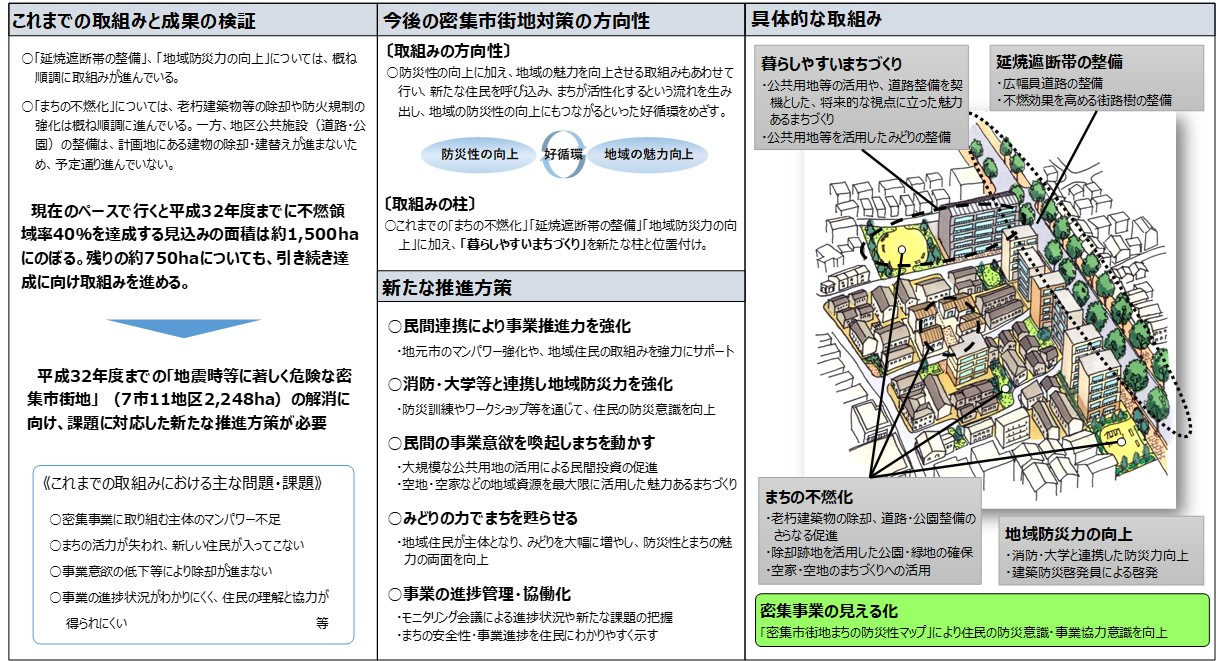 これまでの取組みと成果の検証
○「延焼遮断帯の整備」、「地域防災力の向上」については、概ね
順調に取組みが進んでいる。
○「まちの不燃化」については、老朽建築物等の除却や防火規制の
強化は概ね順調に進んでいる。一方、地区公共施設（道路・公
園）の整備は、計画地にある建物の除却・建替えが進まないた
め、予定通り進んでいない。
現在のペースで行くと平成32年度までに不燃領
域率40%を達成する見込みの面積は約1,500ha
にのぼる。残りの約750haについても、引き続き達
成に向け取組みを進める。
平成32年度までの「地震時等に著しく危険な密
集市街地」（7市11地区2,248ha）の解消に
向け、課題に対応した新たな推進方策が必要
《これまでの取組みにおける主な問題・課題》
○密集事業に取り組む主体のマンパワー不足
○まちの活力が失われ、新しい住民が入ってこない
○事業意欲の低下等により除却が進まない
○事業の進捗状況がわかりにくく、住民の理解と協力が
得られにくい 等
今後の密集市街地対策の方向性
〔取組みの方向性〕
○防災性の向上に加え、地域の魅力を向上させる取組みもあわせて
行い、新たな住民を呼び込み、まちが活性化するという流れを生み
出し、地域の防災性の向上にもつながるといった好循環をめざす。
防災性の向上 好循環 地域の魅力向上
〔取組みの柱〕
○これまでの「まちの不燃化」「延焼遮断帯の整備」「地域防災力の向
上」に加え、「暮らしやすいまちづくり」を新たな柱と位置付け。
新たな推進方策
○民間連携により事業推進力を強化
・地元市のマンパワー強化や、地域住民の取組みを強力にサポート
○消防・大学等と連携し地域防災力を強化
・防災訓練やワークショップ等を通じて、住民の防災意識を向上
○民間の事業意欲を喚起しまちを動かす
・大規模な公共用地の活用による民間投資の促進
・空地・空家などの地域資源を最大限に活用した魅力あるまちづくり
○みどりの力でまちを甦らせる
・地域住民が主体となり、みどりを大幅に増やし、防災性とまちの魅
力の両面を向上
○事業の進捗管理・協働化
・モニタリング会議による進捗状況や新たな課題の把握
・まちの安全性・事業進捗を住民にわかりやすく示す
具体的な取組み
暮らしやすいまちづくり
・公共用地等の活用や、道路整備を契
機とした、将来的な視点に立った魅力
あるまちづくり
・公共用地等を活用したみどりの整備
延焼遮断帯の整備
・広幅員道路の整備
・不燃効果を高める街路樹の整備
まちの不燃化
・老朽建築物の除却、道路・公園整備の
さらなる促進
・除却跡地を活用した公園・緑地の確保
・空家・空地のまちづくりへの活用
地域防災力の向上
・消防・大学と連携した防災力向上
・建築防災啓発員による啓発
密集事業の見える化
「密集市街地まちの防災性マップ」により住民の防災意識・事業協力意識を向上